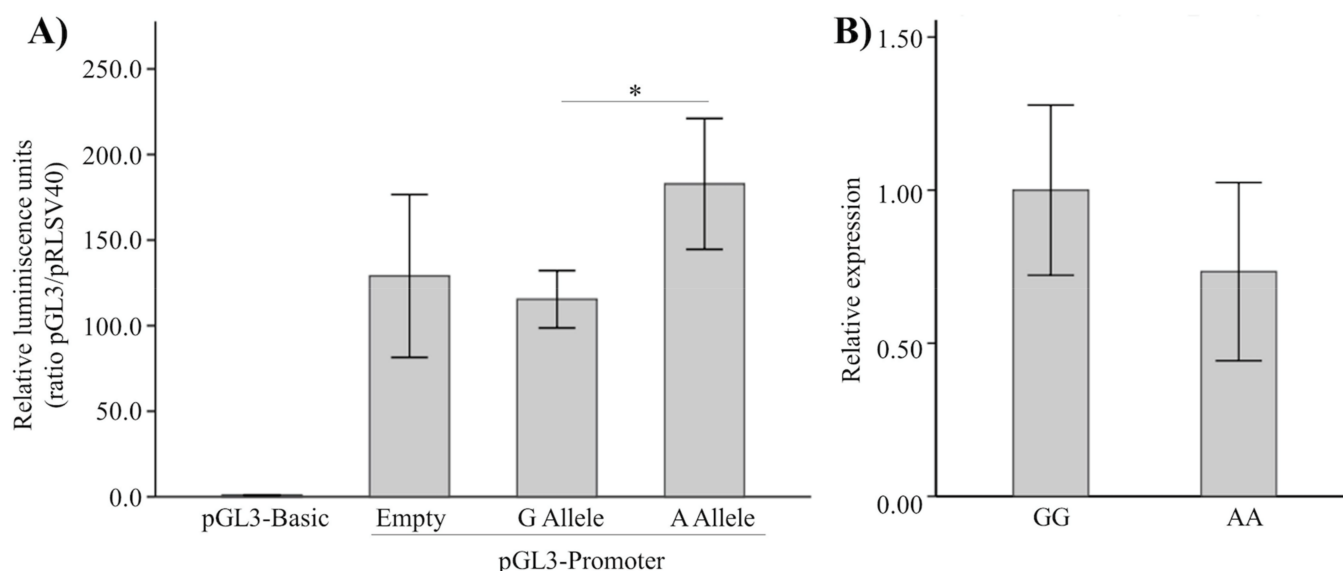 A)
Relative luminiscence units
(ratio pGL3/pRLSV40)
250.0
200.0
150.0
100.0
50.0
0.0
*
pGL3-Basic
Empty
G Allele
A Allele
pGL3-Promoter
B)
Relative expression
1.50
1.00
0.50
0.00
GG
AA